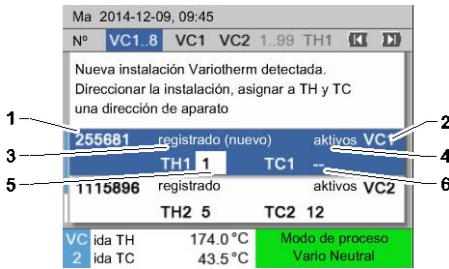 Ma 2014-12-09, 09:45
Nº VC1..8 VC1 VC2 1..99 TH1
Nueva instalación Variotherm detectada.
Direccionar la instalación, asignar a TH y TC
una dirección de aparato
1
2
255681 registrado (nuevo) aktivos VC1
3
4
TH1 1 TC1 --
5
6
1115896 registrado aktivos VC2
TH2 5 TC2 12
VC ida TH 174.0 °C Modo de proceso
2 ida TC 43.5 °C Vario Neutral